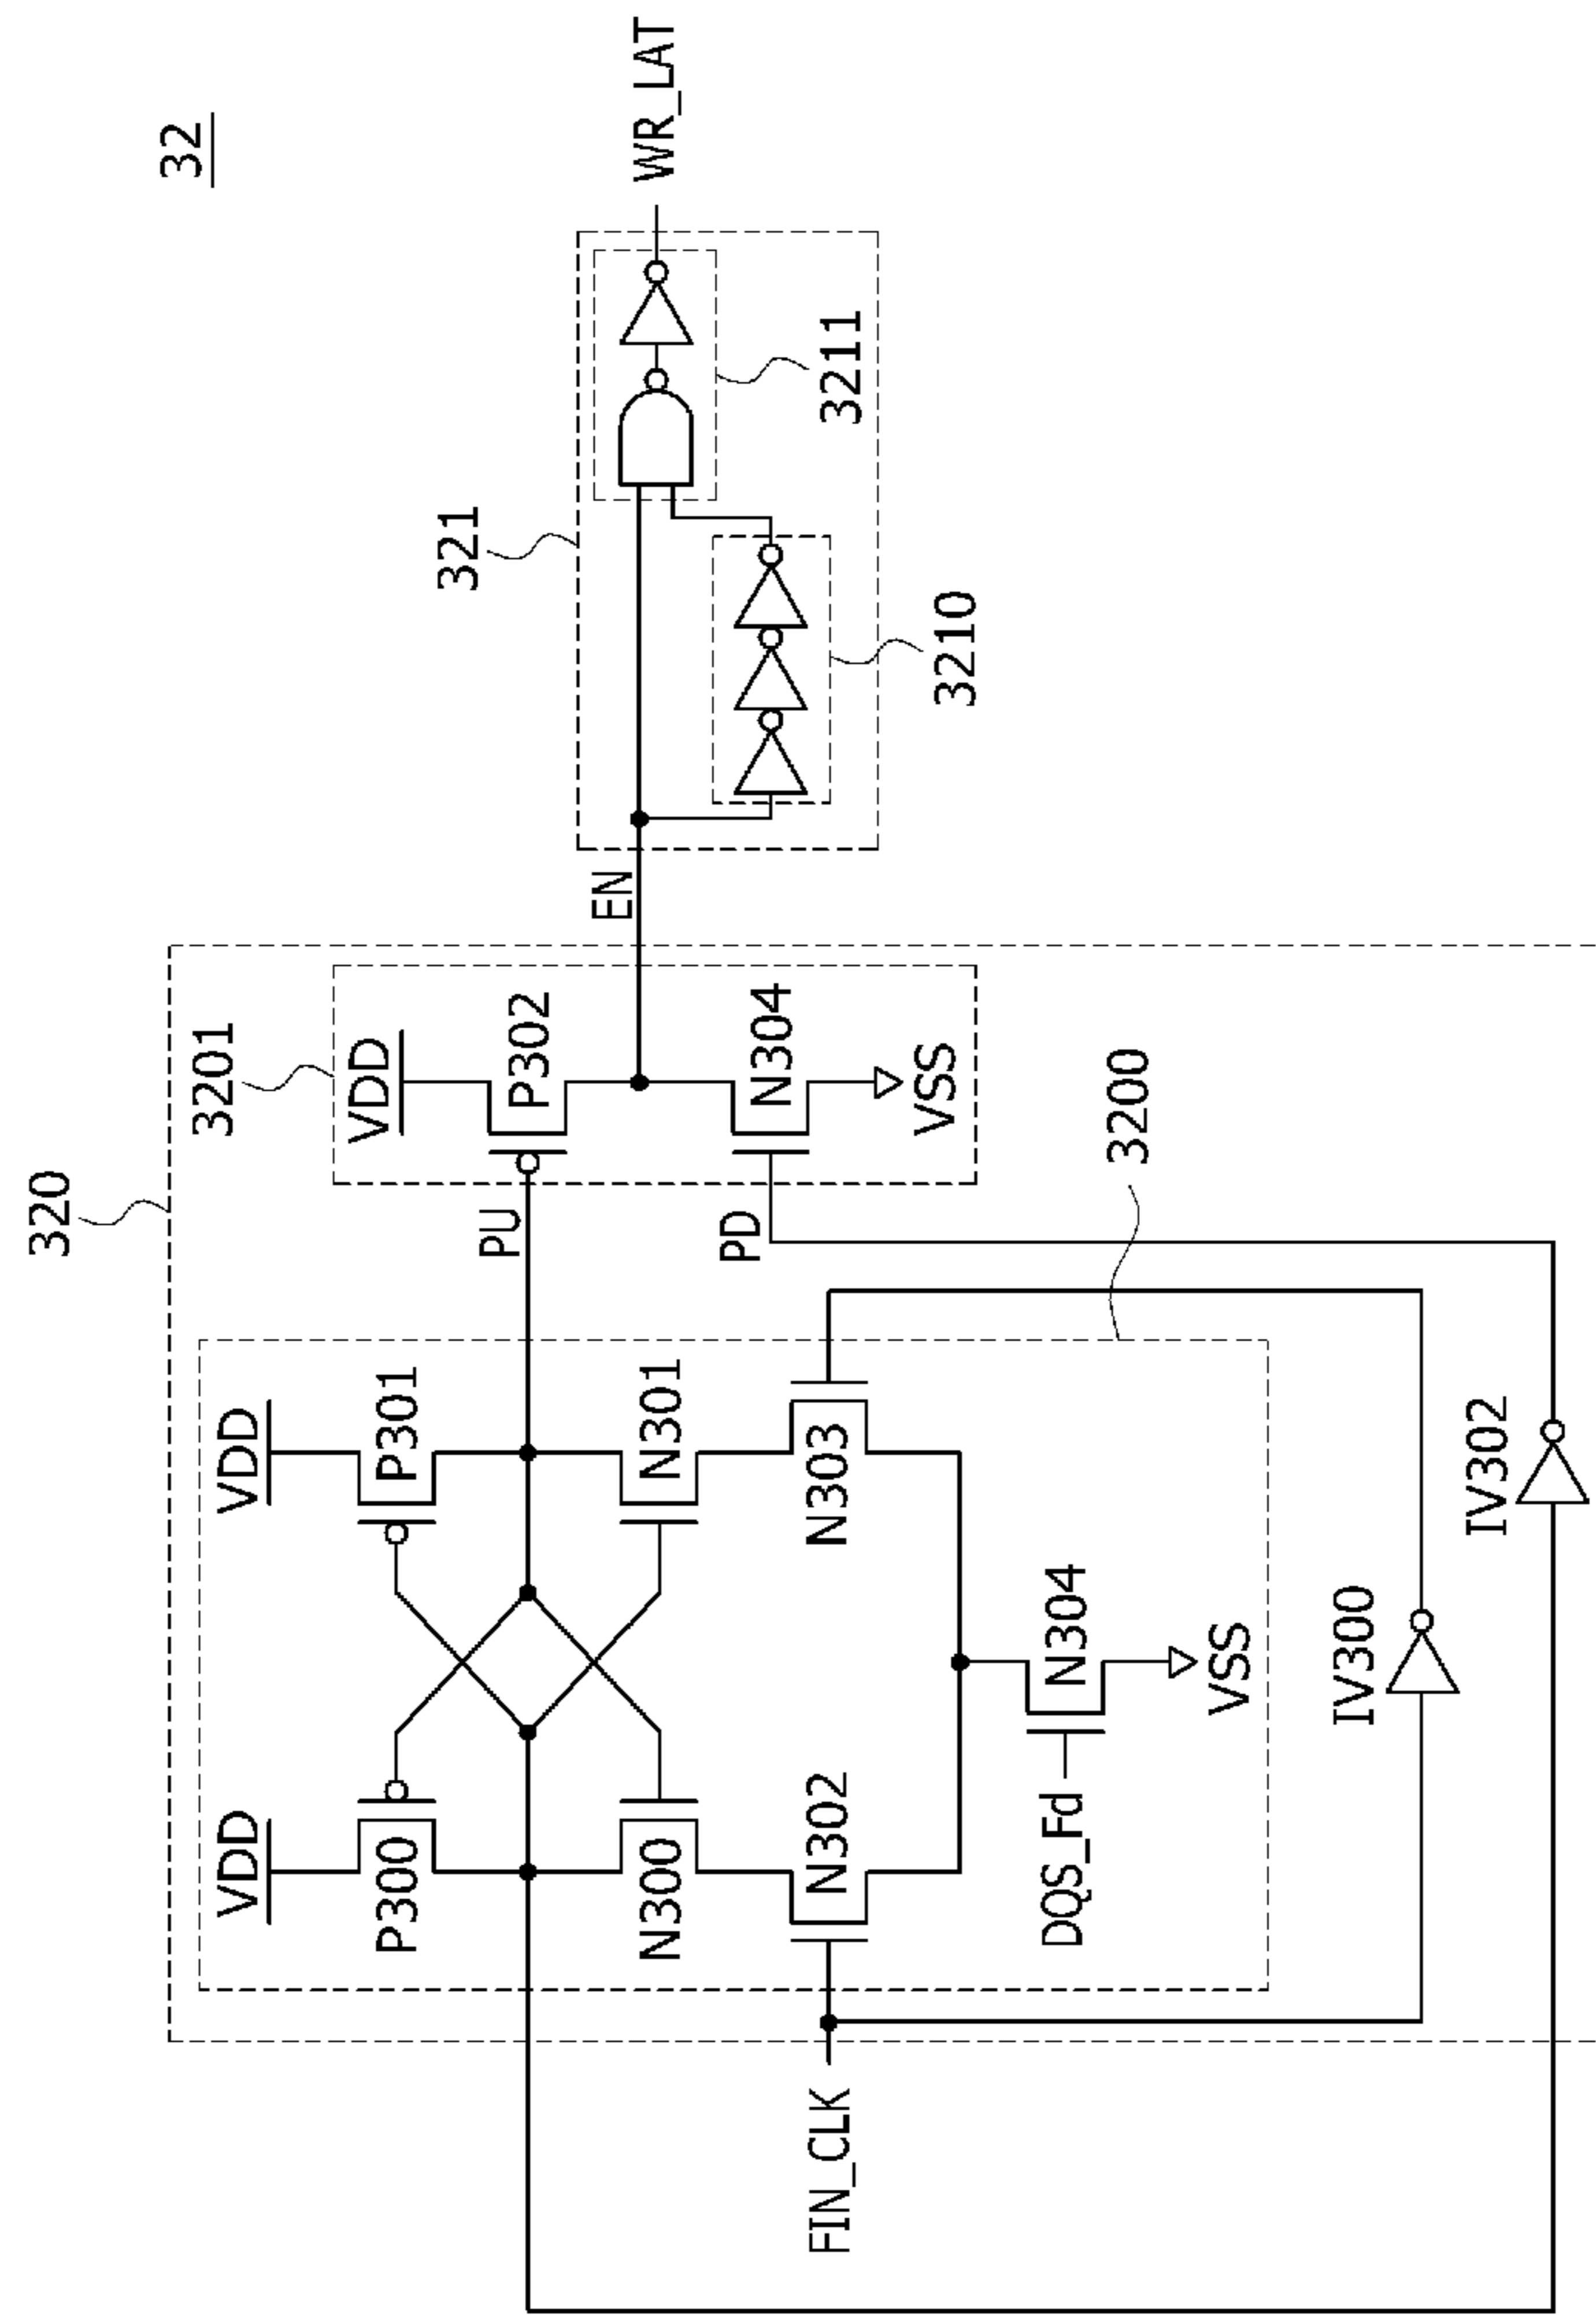 32
320
3201
321
VDD
VDD
VDD
P300
P301
P302
PU
EN
WR_LAT
N300
N301
N304
3211
PD
3210
FIN_CLK
N302
N303
VSS
DQS_Fd
N304
3200
VSS
IV300
IV302